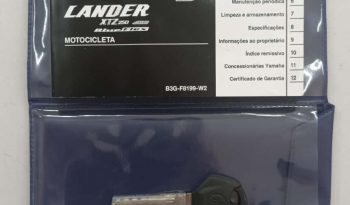 Manutenção periódica 6
Limpeza e armazenamento 7
Especificações 8
Informações ao proprietário 9
Índice remissivo 10
Concessionárias Yamaha 11
Certificado de Garantia 12
LANDER
XTZ250
BlueFlex
MOTOCICLETA
B3G-F8199-W2